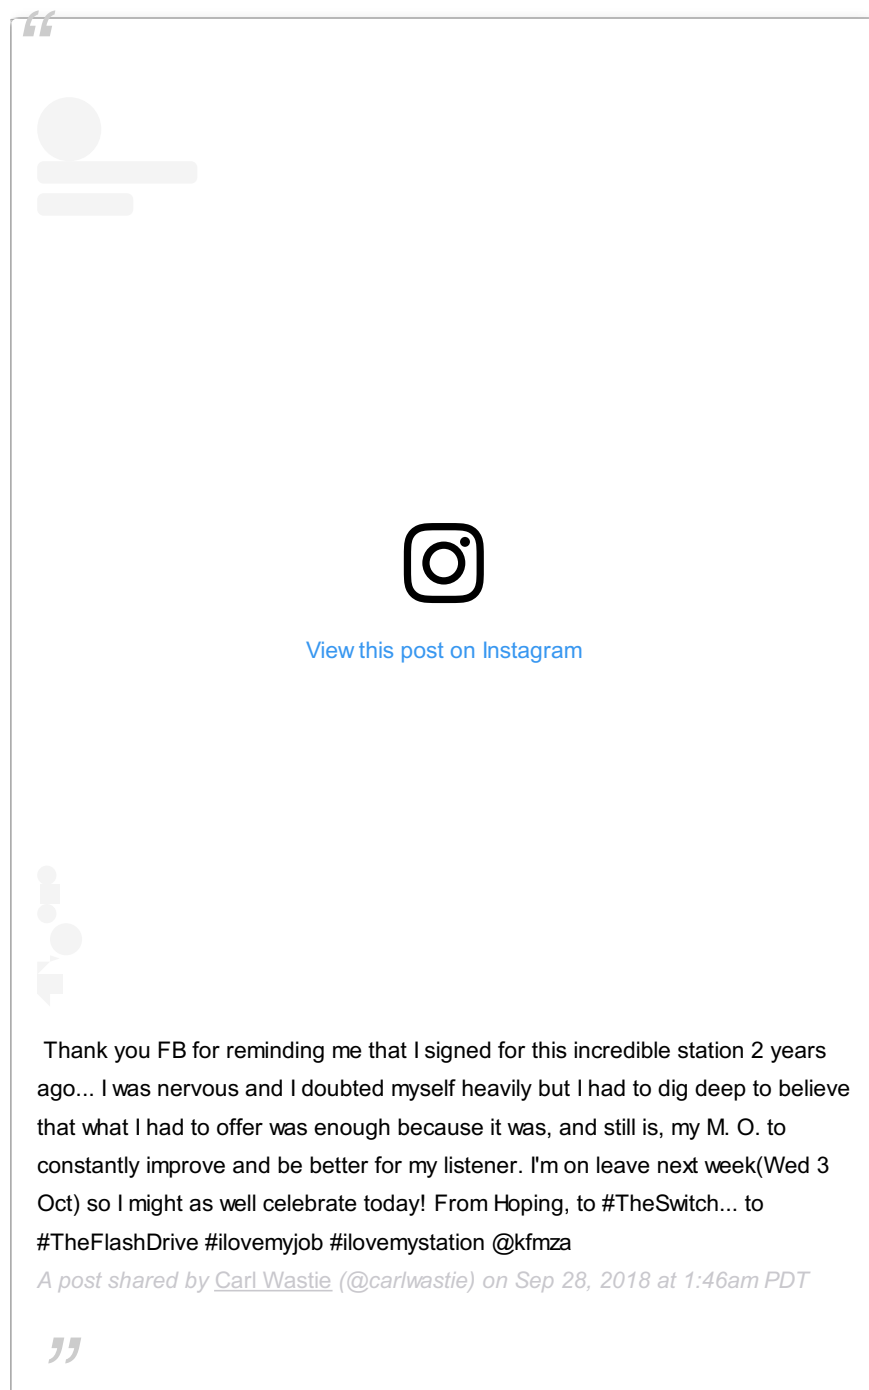 “
View this post on Instagram
Thank you FB for reminding me that I signed for this incredible station 2 years
ago... I was nervous and I doubted myself heavily but I had to dig deep to believe
that what I had to offer was enough because it was, and still is, my M. O. to
constantly improve and be better for my listener. I'm on leave next week(Wed 3
Oct) so I might as well celebrate today! From Hoping, to #TheSwitch... to
#TheFlashDrive #ilovemyjob #ilovemystation @kfmza
A post shared by Carl Wastie (@carlwastie) on Sep 28, 2018 at 1:46am PDT
”